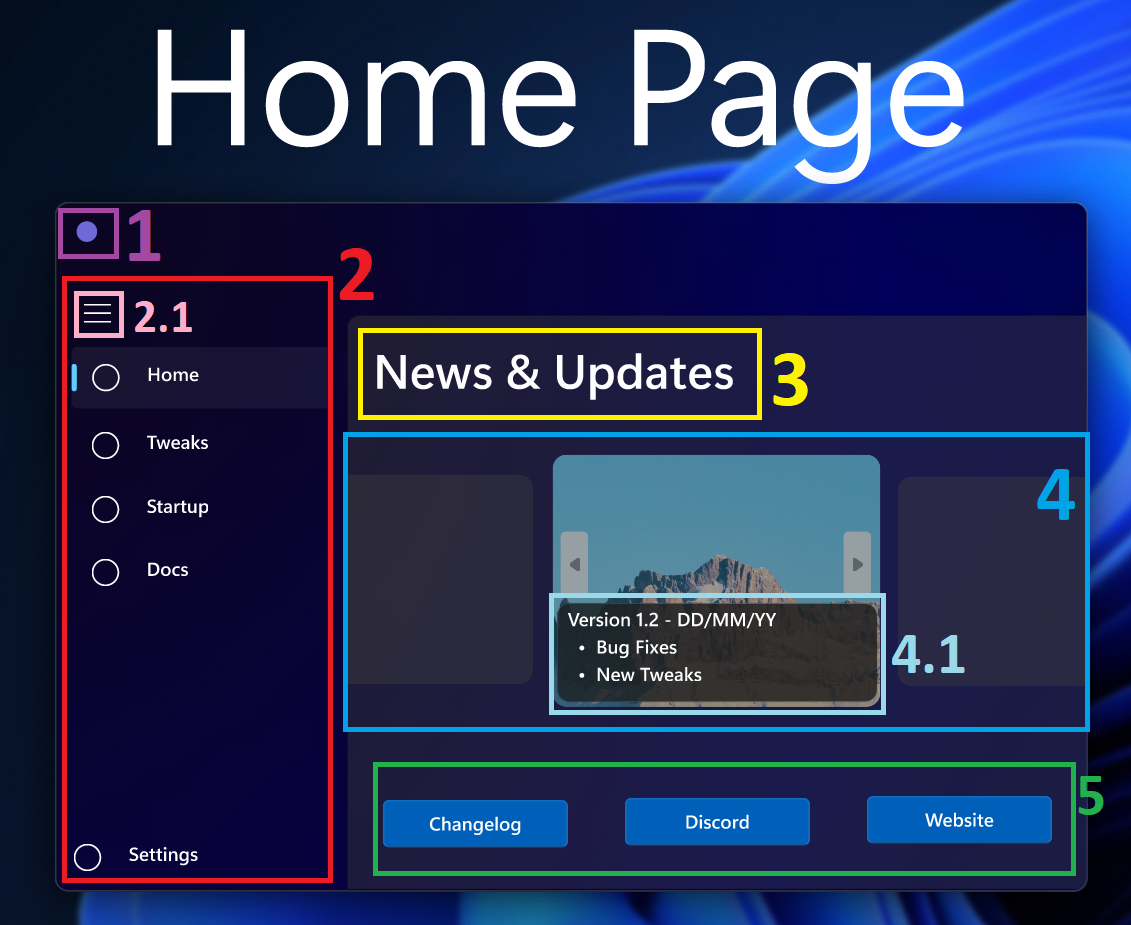 Home Page
1
2
2.1
Home
Tweaks
Startup
Docs
Settings
News & Updates
3
4
Version 1.2 - DD/MM/YY
• Bug Fixes
• New Tweaks
4.1
5
Changelog
Discord
Website